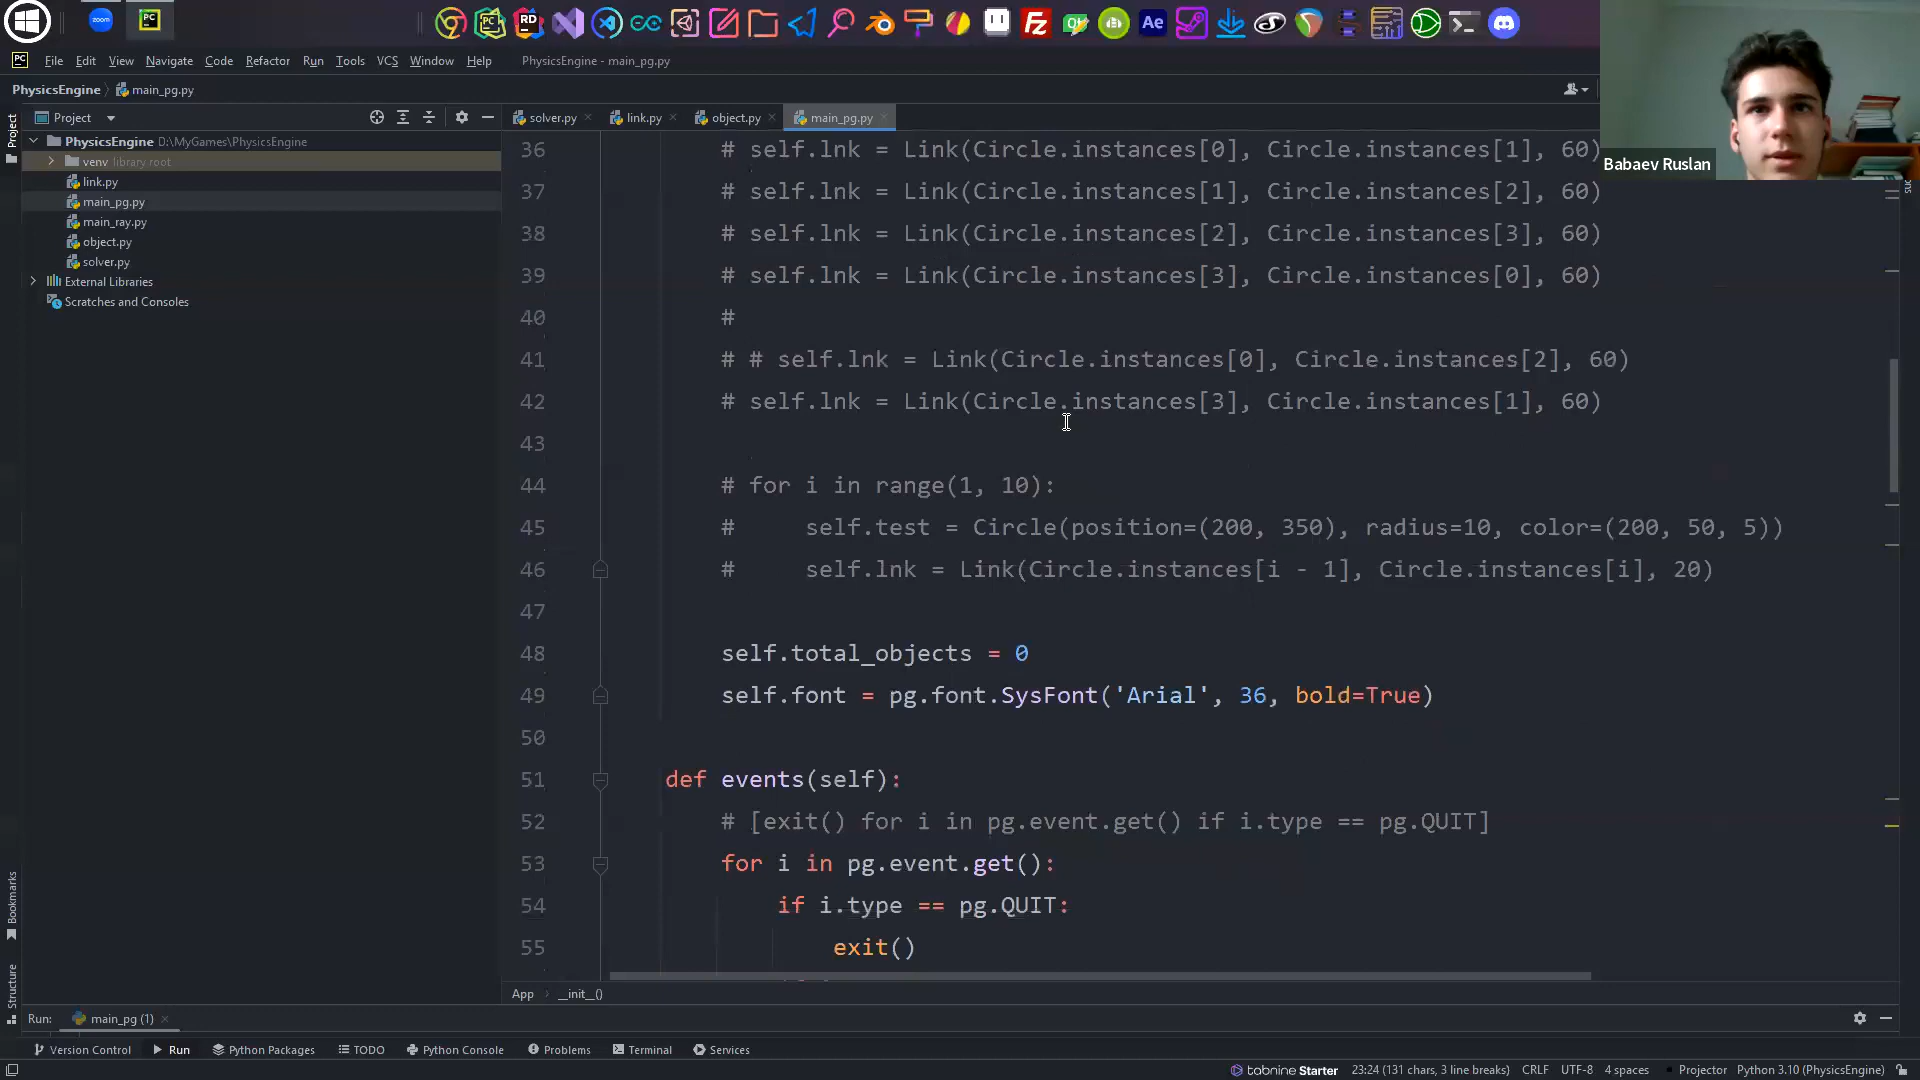 zoom
PC
PC
RD
Fz
Qt
Ae
PC File Edit View Navigate Code Refactor Run Tools VCS Window Help PhysicsEngine - main_pg.py
PhysicsEngine main_pg.py
Project
Project
solver.py link.py object.py main_pg.py
PhysicsEngine D:\MyGames\PhysicsEngine
venv library root
link.py
main_pg.py
main_ray.py
object.py
solver.py
External Libraries
Scratches and Consoles
Babaev Ruslan
36 # self.lnk = Link(Circle.instances[0], Circle.instances[1], 60)
37 # self.lnk = Link(Circle.instances[1], Circle.instances[2], 60)
38 # self.lnk = Link(Circle.instances[2], Circle.instances[3], 60)
39 # self.lnk = Link(Circle.instances[3], Circle.instances[0], 60)
40 #
41 # # self.lnk = Link(Circle.instances[0], Circle.instances[2], 60)
42 # self.lnk = Link(Circle.instances[3], Circle.instances[1], 60)
43
44 # for i in range(1, 10):
45 #     self.test = Circle(position=(200, 350), radius=10, color=(200, 50, 5))
46 #     self.lnk = Link(Circle.instances[i - 1], Circle.instances[i], 20)
47
48 self.total_objects = 0
49 self.font = pg.font.SysFont('Arial', 36, bold=True)
50
51 def events(self):
52 # [exit() for i in pg.event.get() if i.type == pg.QUIT]
53 for i in pg.event.get():
54 if i.type == pg.QUIT:
55 exit()
App __init__()
Bookmarks
Structure
Run: main_pg (1)
Version Control Run Python Packages TODO Python Console Problems Terminal Services
tabnine Starter 23:24 (131 chars, 3 line breaks) CRLF UTF-8 4 spaces Projector Python 3.10 (PhysicsEngine)